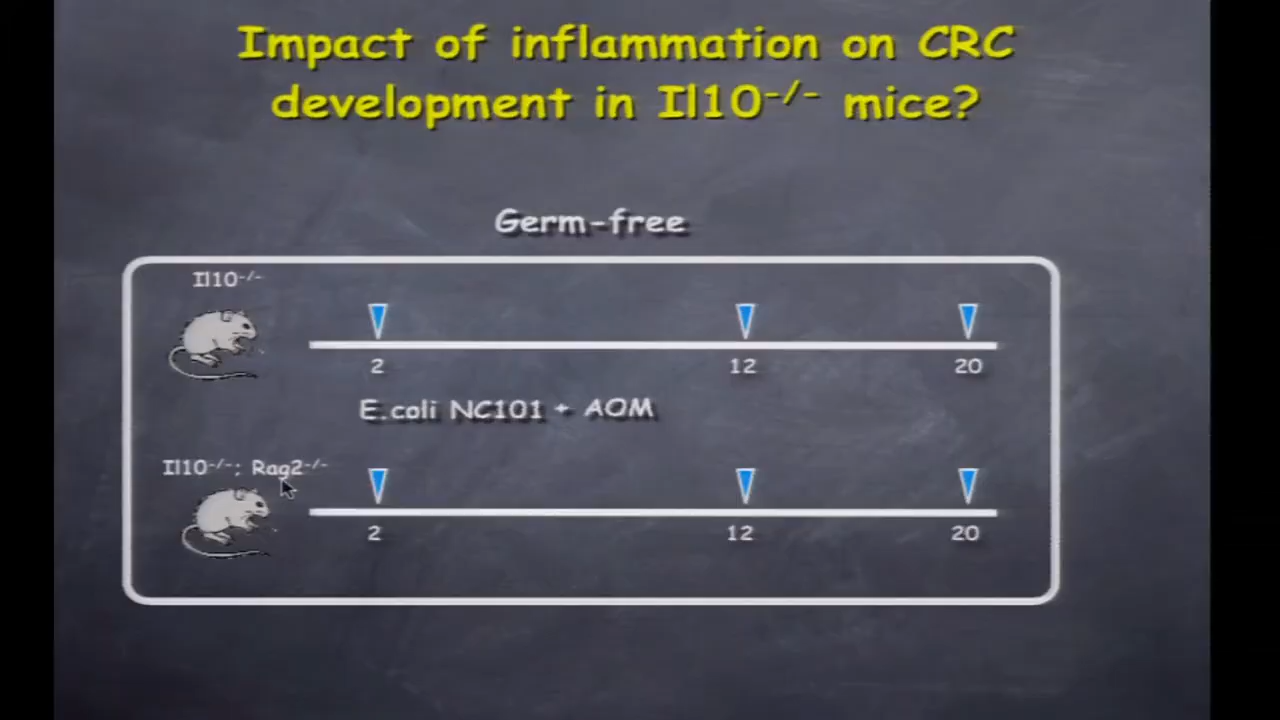 Impact of inflammation on CRC
development in Il10-/- mice?
Germ-free
Il10-/-
2 12 20
E.coli NC101 + AOM
Il10-/-; Rag2-/-
2 12 20